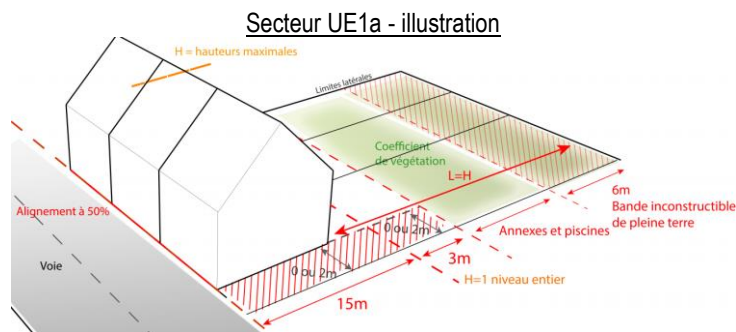 Secteur UE1a - illustration
H = hauteurs maximales
Limites latérales
Coefficient
de végétation
L=H
6m
Bande inconstructible
de pleine terre
Alignement à 50%
0 ou 2m
Annexes et piscines
Voie
0 ou 2m
3m
H=1 niveau entier
15m